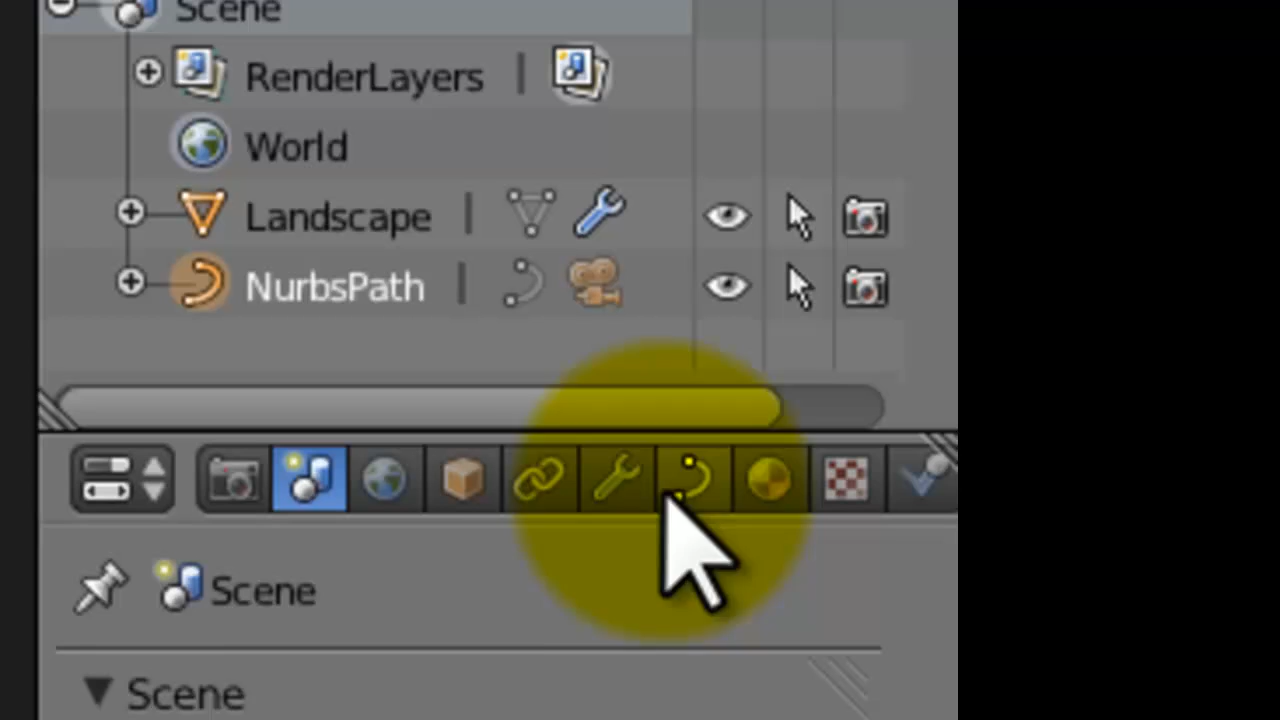 Scene
RenderLayers
World
Landscape
NurbsPath
Scene
Scene